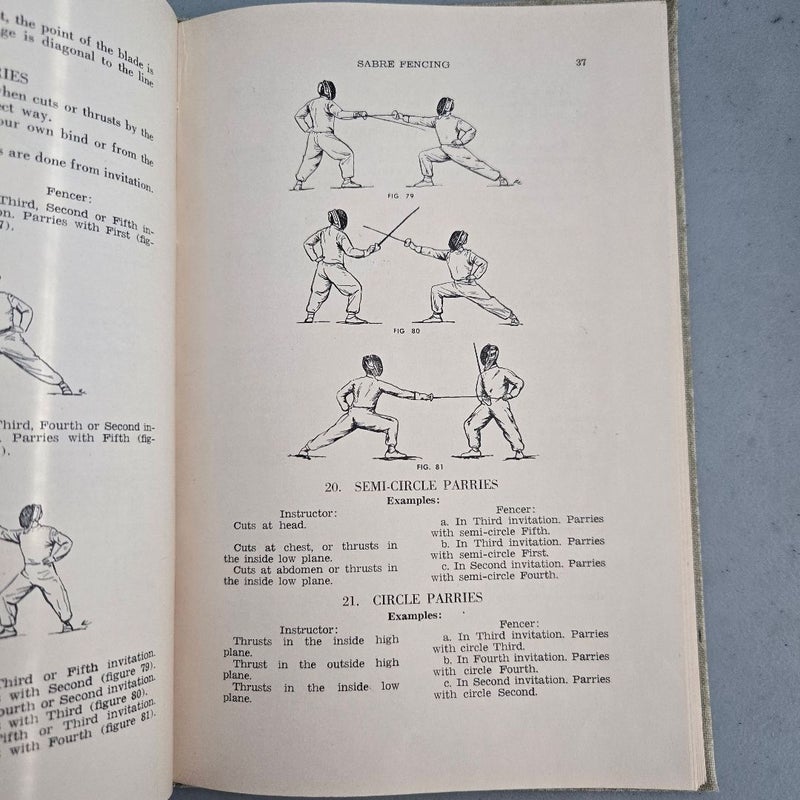 t, the point of the blade is
ge is diagonal to the line
IES
hen cuts or thrusts by the
ct way.
our own bind or from the
s are done from invitation.
Fencer:
Third, Second or Fifth in-
on. Parries with First (fig-
7).
Third, Fourth or Second in-
. Parries with Fifth (fig-
).
Third or Fifth invitation.
s with Second (figure 79).
ourth or Second invitation.
s with Third (figure 80).
ifth or Third invitation.
s with Fourth (figure 81).
SABRE FENCING 37
FIG 79
FIG 80
FIG. 81
20. SEMI-CIRCLE PARRIES
Examples:
Instructor: Fencer:
Cuts at head. a. In Third invitation. Parries
with semi-circle Fifth.
Cuts at chest, or thrusts in b. In Third invitation. Parries
the inside low plane. with semi-circle First.
Cuts at abdomen or thrusts in c. In Second invitation. Parries
the inside low plane. with semi-circle Fourth.
21. CIRCLE PARRIES
Examples:
Instructor: Fencer:
Thrusts in the inside high a. In Third invitation. Parries
plane. with circle Third.
Thrust in the outside high b. In Fourth invitation. Parries
plane. with circle Fourth.
Thrusts in the inside low c. In Second invitation. Parries
plane. with circle Second.